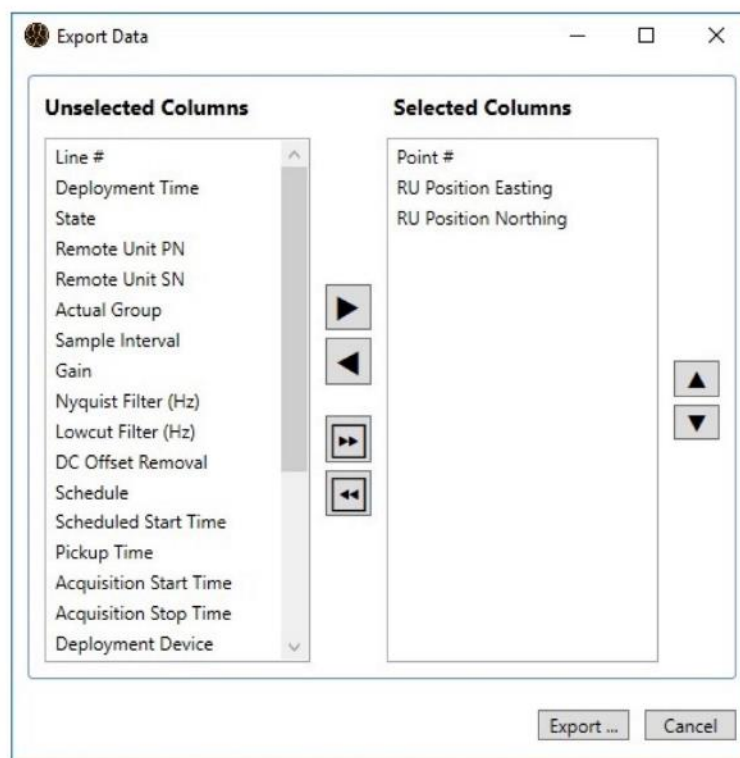 Export Data
Unselected Columns
Line #
Deployment Time
State
Remote Unit PN
Remote Unit SN
Actual Group
Sample Interval
Gain
Nyquist Filter (Hz)
Lowcut Filter (Hz)
DC Offset Removal
Schedule
Scheduled Start Time
Pickup Time
Acquisition Start Time
Acquisition Stop Time
Deployment Device
Selected Columns
Point #
RU Position Easting
RU Position Northing
Export ...
Cancel